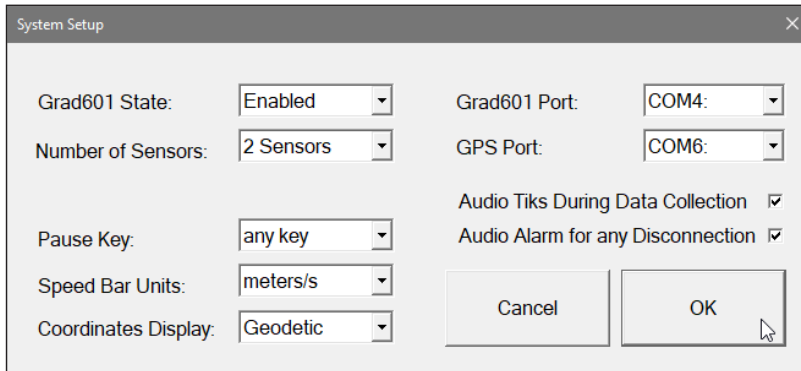 System Setup
Grad601 State: Enabled
Grad601 Port: COM4:
Number of Sensors: 2 Sensors
GPS Port: COM6:
Audio Tiks During Data Collection
Pause Key: any key
Audio Alarm for any Disconnection
Speed Bar Units: meters/s
Coordinates Display: Geodetic
Cancel
OK